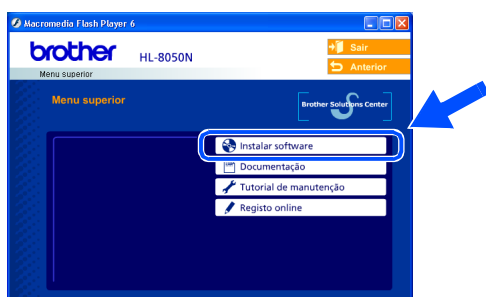 Macromedia Flash Player 6
brother
HL-8050N
Sair
Anterior
Menu superior
Menu superior
Brother Solutions Center
Instalar software
Documentação
Tutorial de manutenção
Registo online